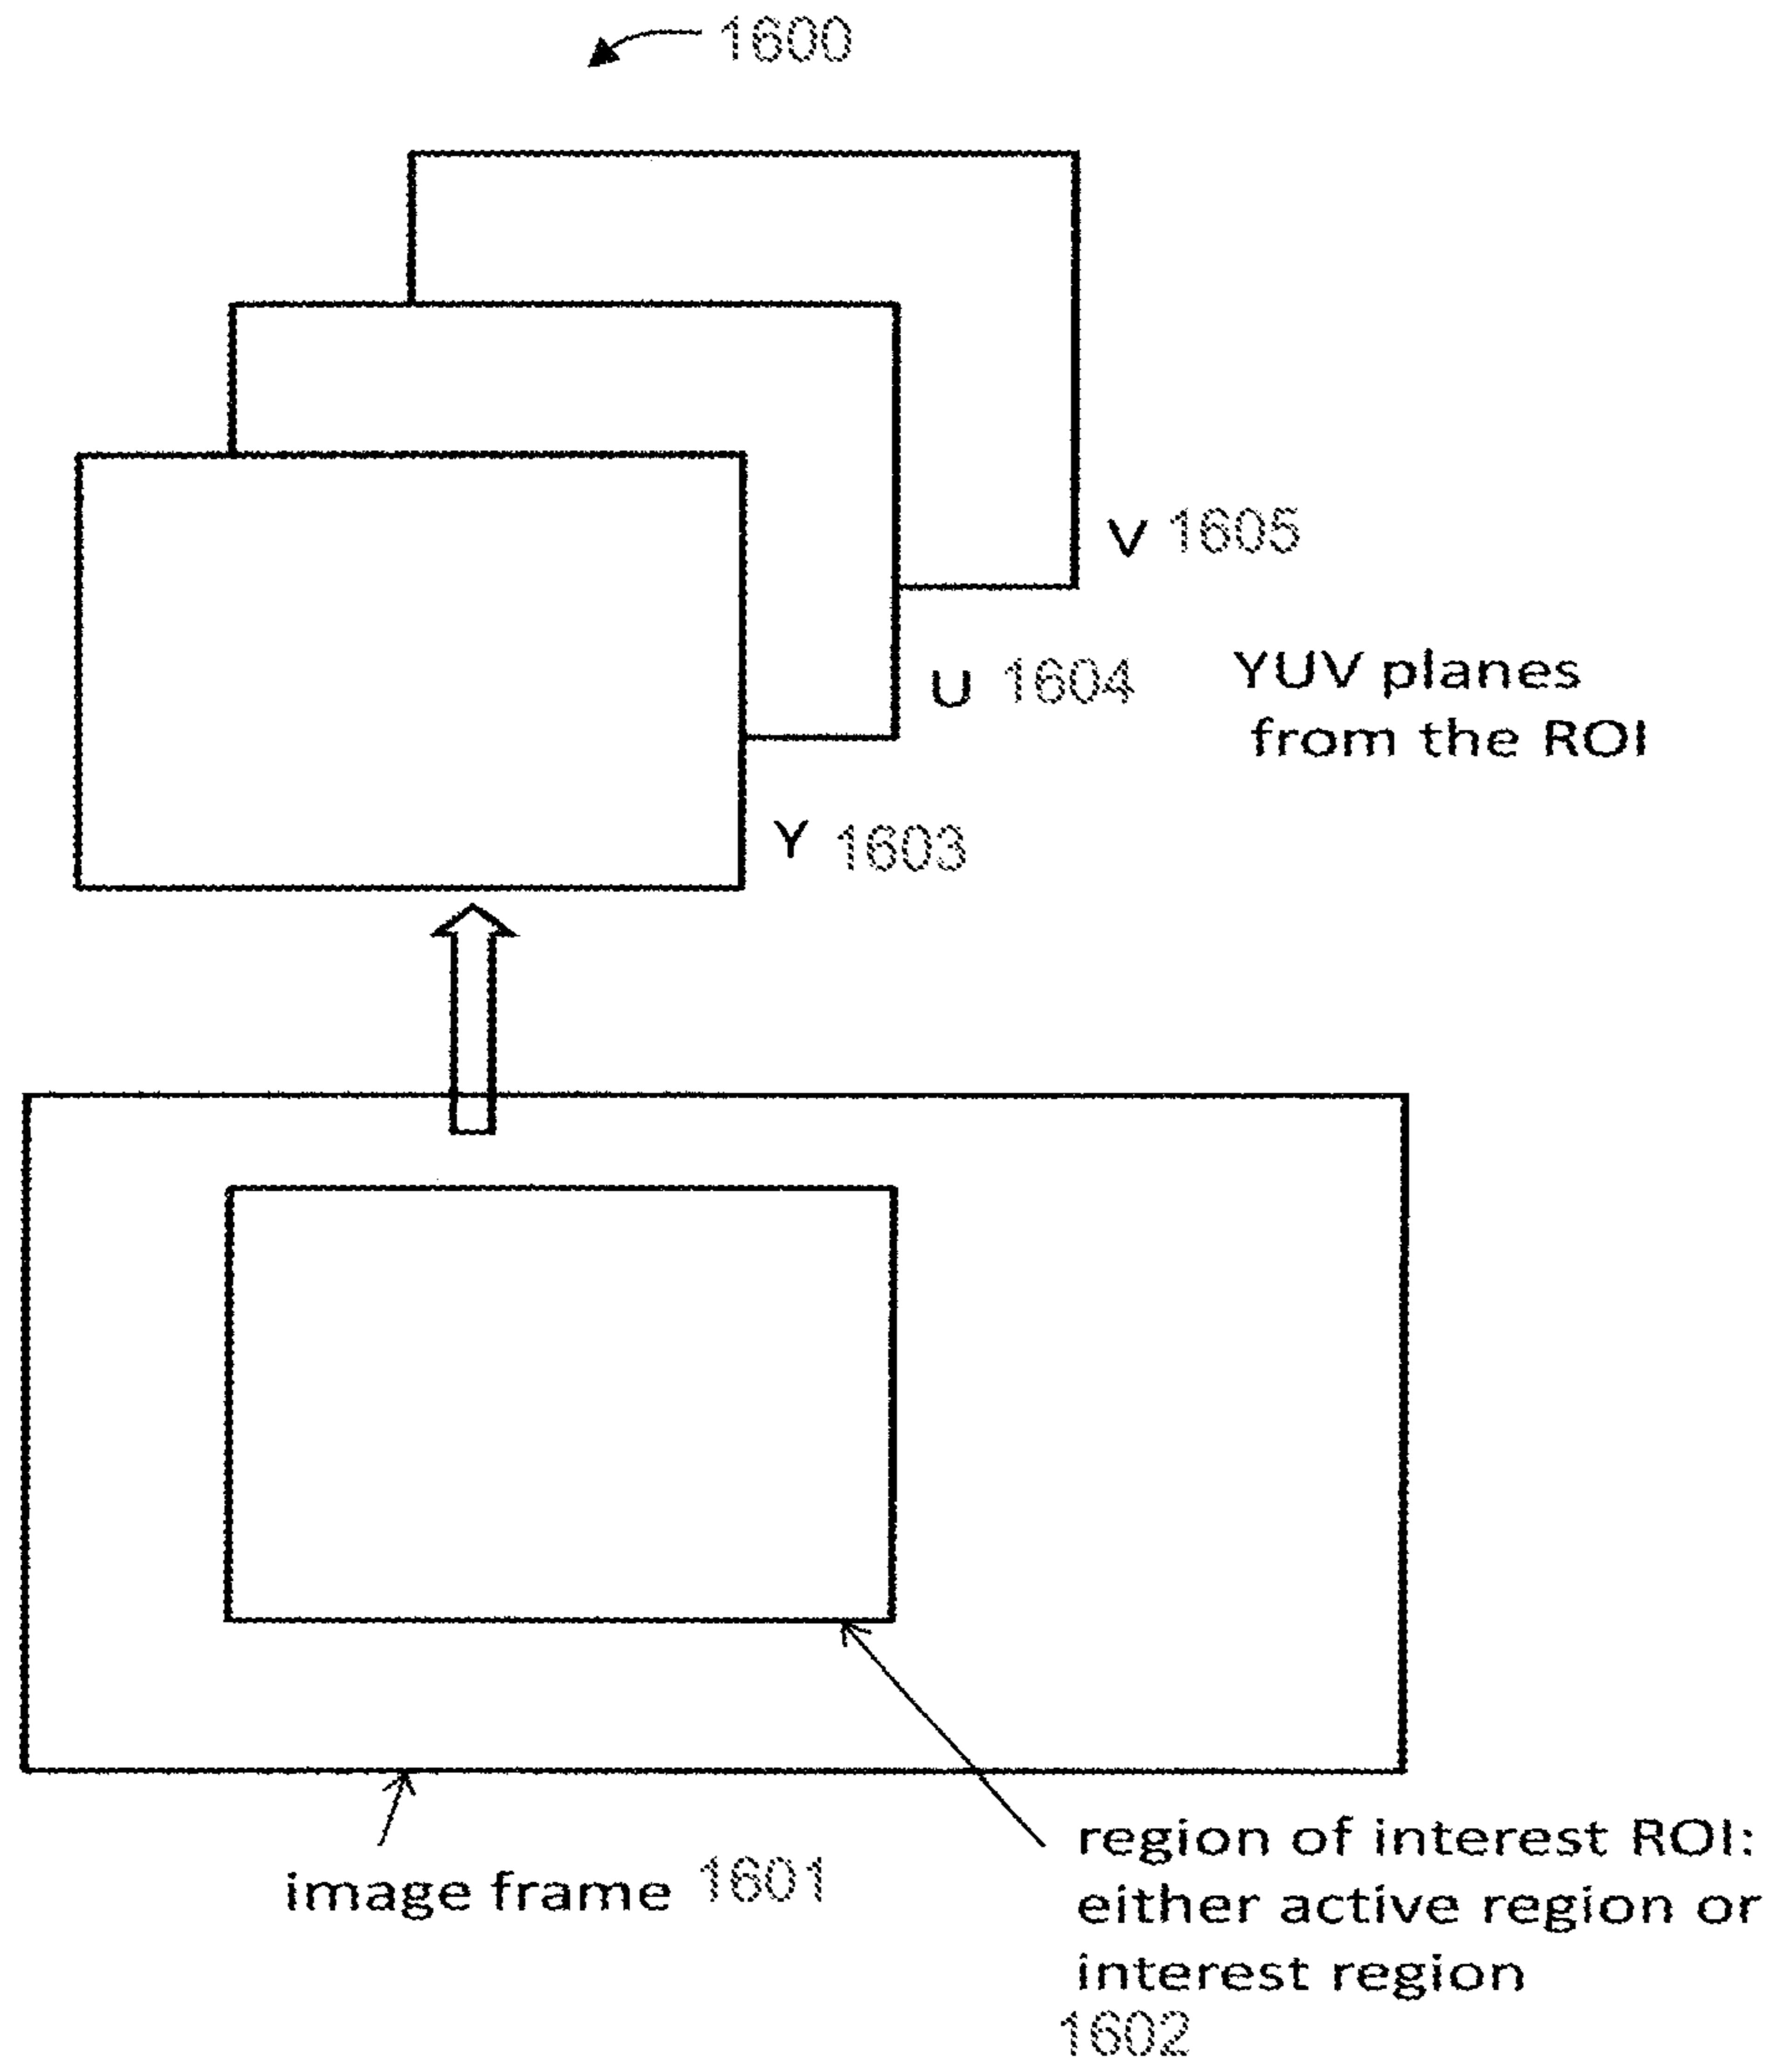 1600
V 1605
U 1604
YUV planes
from the ROI
Y 1603
image frame 1601
region of interest ROI:
either active region or
interest region
1602